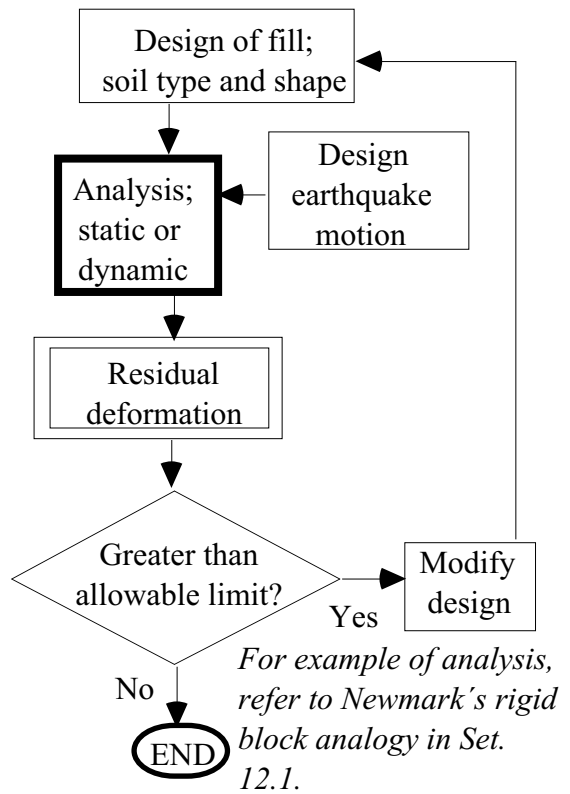 Design of fill;
soil type and shape
Design
earthquake
motion
Analysis;
static or
dynamic
Residual
deformation
Greater than
allowable limit?
Yes
Modify
design
No
END
For example of analysis,
refer to Newmark´s rigid
block analogy in Set.
12.1.